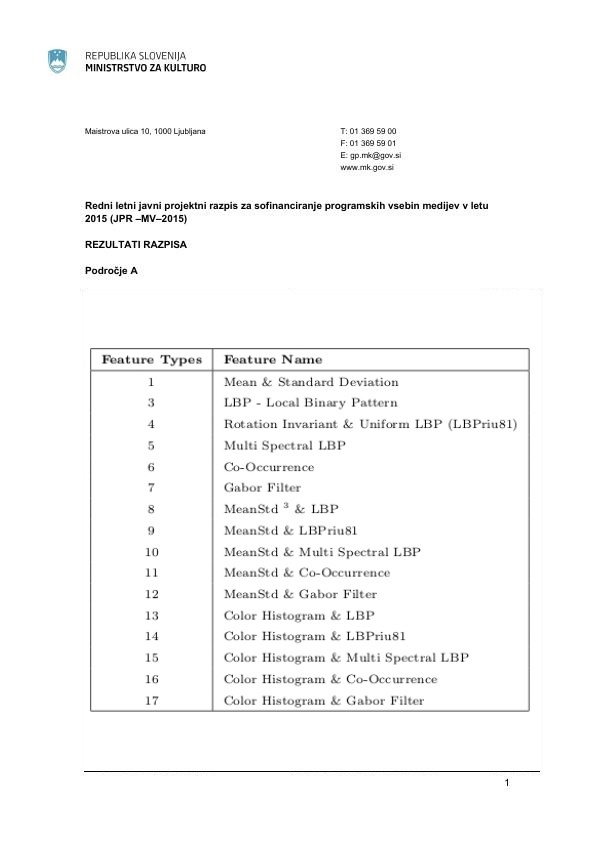 REPUBLIKA SLOVENIJA
MINISTRSTVO ZA KULTURO
Maistrova ulica 10, 1000 Ljubljana
T: 01 369 59 00
F: 01 369 59 01
E: gp.mk@gov.si
www.mk.gov.si
Redni letni javni projektni razpis za sofinanciranje programskih vsebin medijev v letu
2015 (JPR –MV–2015)
REZULTATI RAZPISA
Področje A
Feature Types Feature Name
1 Mean & Standard Deviation
3 LBP - Local Binary Pattern
4 Rotation Invariant & Uniform LBP (LBPriu81)
5 Multi Spectral LBP
6 Co-Occurrence
7 Gabor Filter
8 MeanStd ³ & LBP
9 MeanStd & LBPriu81
10 MeanStd & Multi Spectral LBP
11 MeanStd & Co-Occurrence
12 MeanStd & Gabor Filter
13 Color Histogram & LBP
14 Color Histogram & LBPriu81
15 Color Histogram & Multi Spectral LBP
16 Color Histogram & Co-Occurrence
17 Color Histogram & Gabor Filter
1